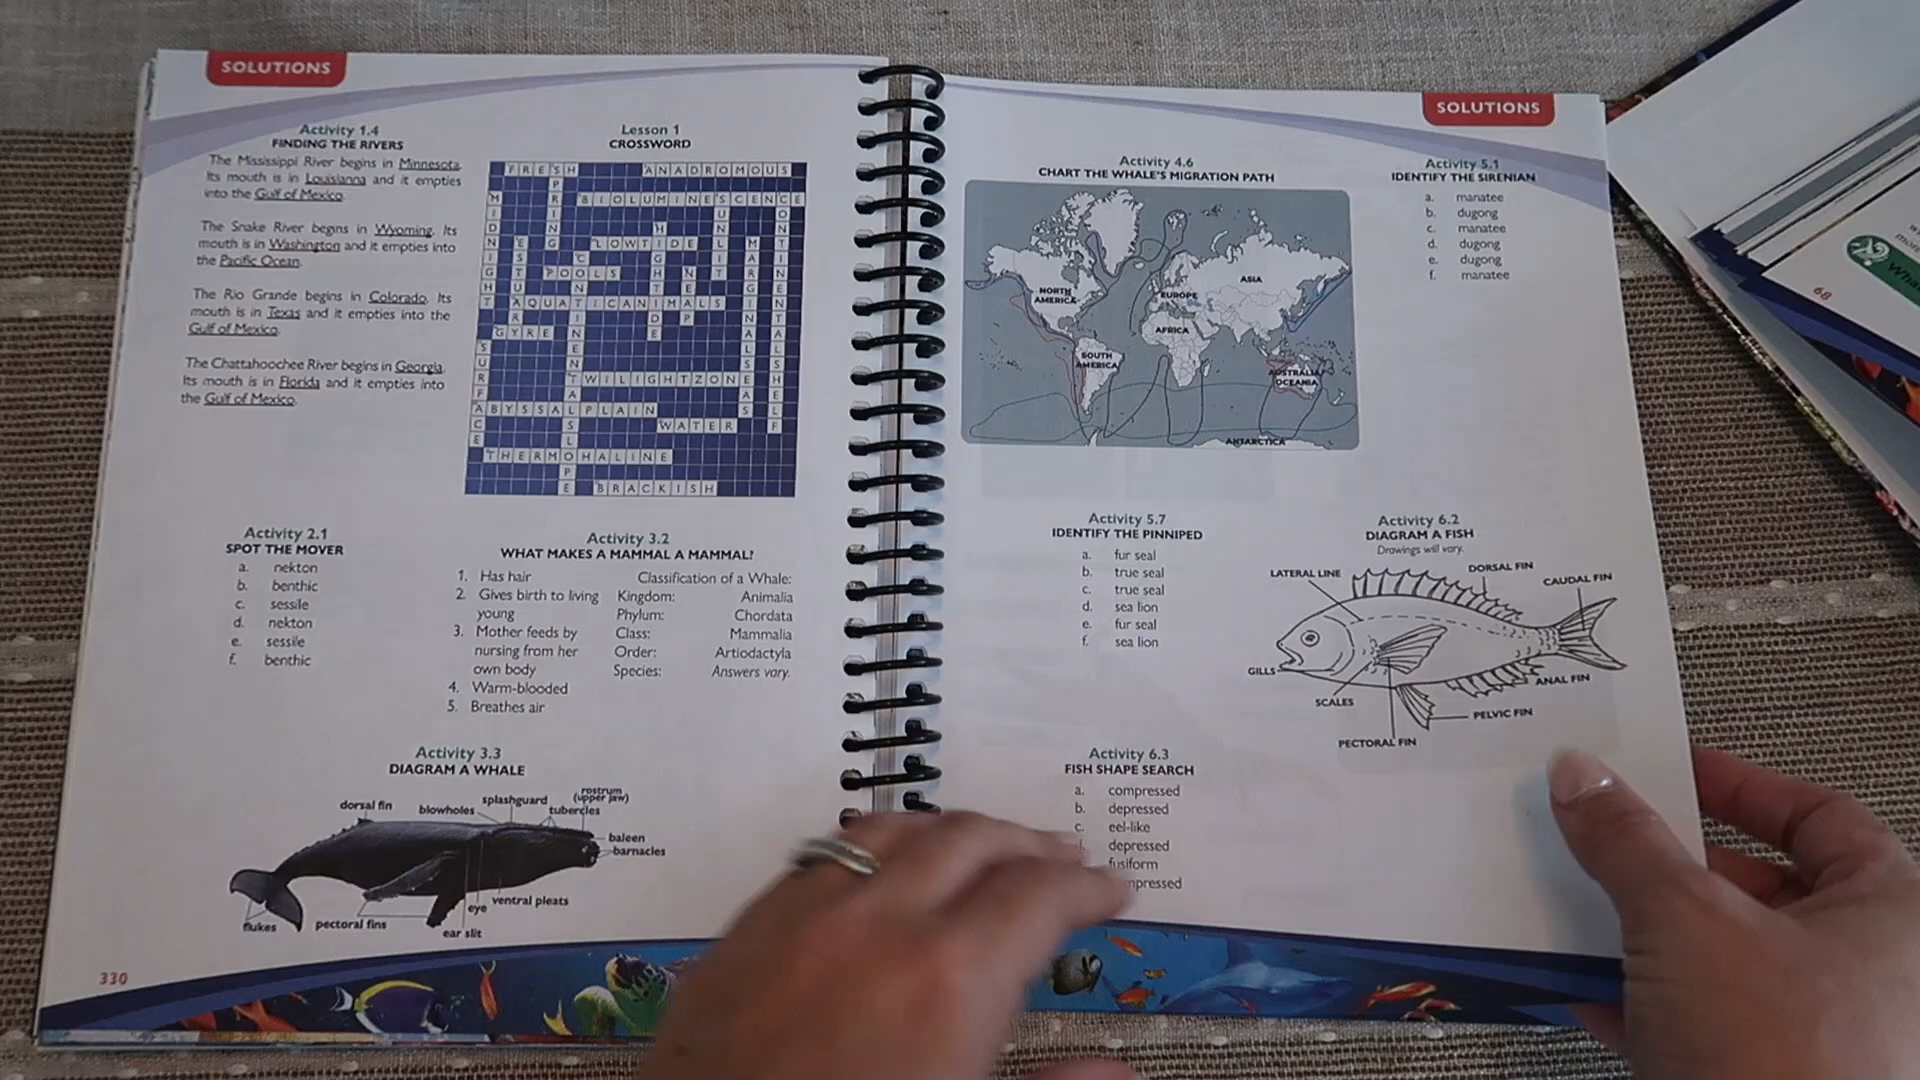 SOLUTIONS
Activity 1.4
FINDING THE RIVERS
The Mississippi River begins in Minnesota.
Its mouth is in Louisianna and it empties
into the Gulf of Mexico.
The Snake River begins in Wyoming. Its
mouth is in Washington and it empties into
the Pacific Ocean.
The Rio Grande begins in Colorado. Its
mouth is in Texas and it empties into the
Gulf of Mexico.
The Chattahoochee River begins in Georgia.
Its mouth is in Florida and it empties into
the Gulf of Mexico.
Lesson 1
CROSSWORD
FRESH
ANADROMOUS
BIOLUMINESCENCE
LOWTIDE
POOLS
AQUATICANIMALS
GYRE
TWILIGHTZONE
ABYSSALPLAIN
WATER
THERMOHALINE
BRACKISH
SPRING
MIDNIGHT
ESTUARY
CONTINENTALSLOPE
HIGHTIDE
NEAP
SUNLIT
MARGINALSEAS
CONTINENTALSHELF
SURFACE
Activity 2.1
SPOT THE MOVER
a. nekton
b. benthic
c. sessile
d. nekton
e. sessile
f. benthic
Activity 3.2
WHAT MAKES A MAMMAL A MAMMAL?
1. Has hair
2. Gives birth to living
young
3. Mother feeds by
nursing from her
own body
4. Warm-blooded
5. Breathes air
Classification of a Whale:
Kingdom: Animalia
Phylum: Chordata
Class: Mammalia
Order: Artiodactyla
Species: Answers vary.
Activity 3.3
DIAGRAM A WHALE
dorsal fin
blowholes
splashguard
rostrum
(upper jaw)
tubercles
baleen
barnacles
ventral pleats
eye
ear slit
pectoral fins
flukes
330
SOLUTIONS
Activity 4.6
CHART THE WHALE'S MIGRATION PATH
NORTH
AMERICA
EUROPE
ASIA
AFRICA
SOUTH
AMERICA
AUSTRALIA/
OCEANIA
ANTARCTICA
Activity 5.1
IDENTIFY THE SIRENIAN
a. manatee
b. dugong
c. manatee
d. dugong
e. dugong
f. manatee
Activity 5.7
IDENTIFY THE PINNIPED
a. fur seal
b. true seal
c. true seal
d. sea lion
e. fur seal
f. sea lion
Activity 6.2
DIAGRAM A FISH
Drawings will vary.
LATERAL LINE
DORSAL FIN
CAUDAL FIN
GILLS
SCALES
ANAL FIN
PELVIC FIN
PECTORAL FIN
Activity 6.3
FISH SHAPE SEARCH
a. compressed
b. depressed
c. eel-like
depressed
fusiform
mpressed
68